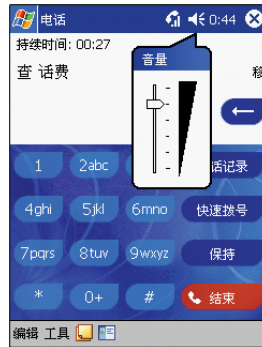 电话 0:44
持续时间: 00:27
音量
查 话费 移
1 2abc 话记录
4ghi 5jkl 6mno 快速拨号
7pqrs 8tuv 9wxyz 保持
* 0+ # 结束
编辑 工具